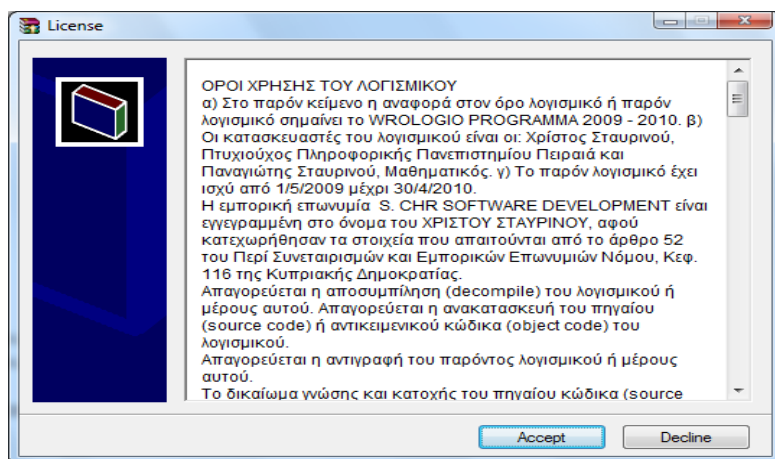 License
ΟΡΟΙ ΧΡΗΣΗΣ ΤΟΥ ΛΟΓΙΣΜΙΚΟΥ
α) Στο παρόν κείμενο η αναφορά στον όρο λογισμικό ή παρόν
λογισμικό σημαίνει το WROLOGIO PROGRAMMA 2009 - 2010. β)
Οι κατασκευαστές του λογισμικού είναι οι: Χρίστος Σταυρινού,
Πτυχιούχος Πληροφορικής Πανεπιστημίου Πειραιά και
Παναγιώτης Σταυρινού, Μαθηματικός. γ) Το παρόν λογισμικό έχει
ισχύ από 1/5/2009 μέχρι 30/4/2010.
Η εμπορική επωνυμία  S. CHR SOFTWARE DEVELOPMENT είναι
εγγεγραμμένη στο όνομα του ΧΡΙΣΤΟΥ ΣΤΑΥΡΙΝΟΥ, αφού
κατεχωρήθησαν τα στοιχεία που απαιτούνται από το άρθρο 52
του Περί Συνεταιρισμών και Εμπορικών Επωνυμιών Νόμου, Κεφ.
116 της Κυπριακής Δημοκρατίας.
Απαγορεύεται η αποσυμπίληση (decompile) του λογισμικού ή
μέρους αυτού. Απαγορεύεται η ανακατασκευή του πηγαίου
(source code) ή αντικειμενικού κώδικα (object code) του
λογισμικού.
Απαγορεύεται η αντιγραφή του παρόντος λογισμικού ή μέρους
αυτού.
Το δικαίωμα γνώσης και κατοχής του πηγαίου κώδικα (source
Accept
Decline